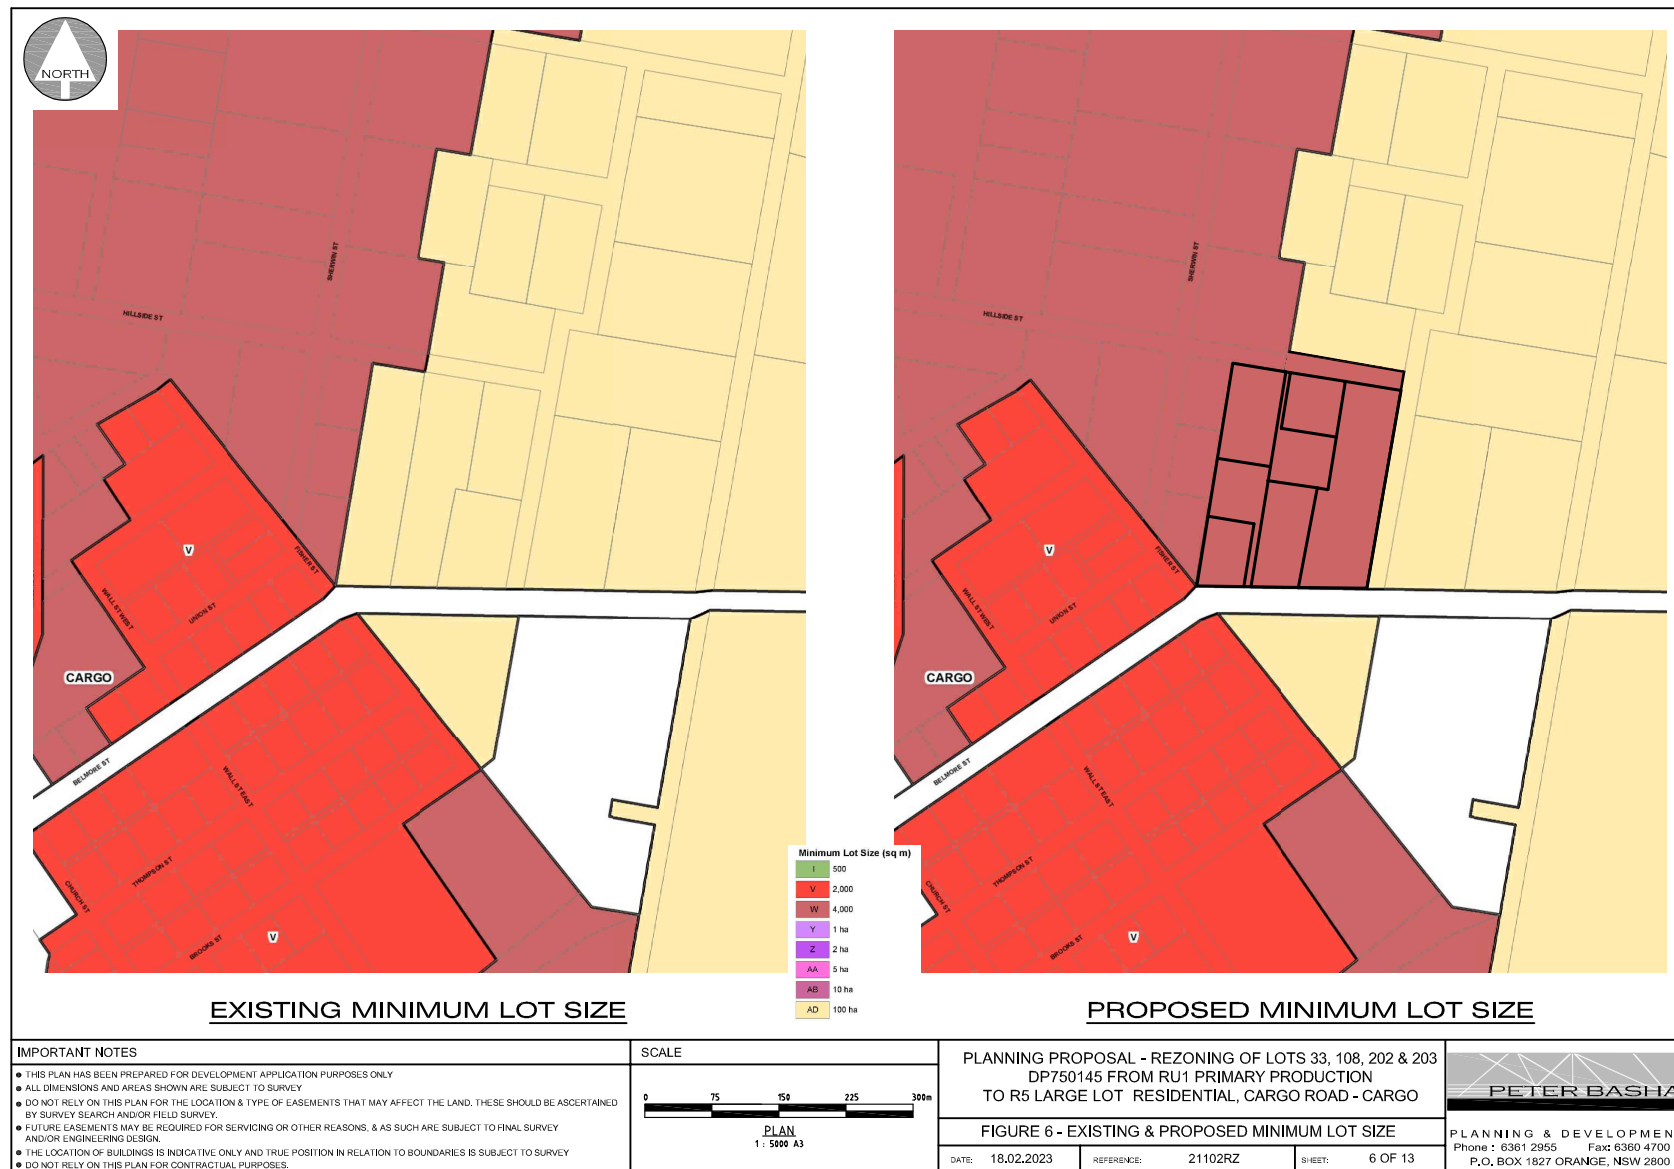 NORTH
SHERWIN ST
HILLSIDE ST
V
FISHER ST
WALL ST WEST
UNION ST
CARGO
BELMORE ST
WALL ST EAST
THOMPSON ST
CHURCH ST
BROOKS ST
V
SHERWIN ST
HILLSIDE ST
V
FISHER ST
WALL ST WEST
UNION ST
CARGO
BELMORE ST
WALL ST EAST
THOMPSON ST
CHURCH ST
BROOKS ST
V
Minimum Lot Size (sq m)
I 500
V 2,000
W 4,000
Y 1 ha
Z 2 ha
AA 5 ha
AB 10 ha
AD 100 ha
EXISTING MINIMUM LOT SIZE
PROPOSED MINIMUM LOT SIZE
IMPORTANT NOTES
THIS PLAN HAS BEEN PREPARED FOR DEVELOPMENT APPLICATION PURPOSES ONLY
ALL DIMENSIONS AND AREAS SHOWN ARE SUBJECT TO SURVEY
DO NOT RELY ON THIS PLAN FOR THE LOCATION & TYPE OF EASEMENTS THAT MAY AFFECT THE LAND. THESE SHOULD BE ASCERTAINED
BY SURVEY SEARCH AND/OR FIELD SURVEY.
FUTURE EASEMENTS MAY BE REQUIRED FOR SERVICING OR OTHER REASONS, & AS SUCH ARE SUBJECT TO FINAL SURVEY
AND/OR ENGINEERING DESIGN.
THE LOCATION OF BUILDINGS IS INDICATIVE ONLY AND TRUE POSITION IN RELATION TO BOUNDARIES IS SUBJECT TO SURVEY
DO NOT RELY ON THIS PLAN FOR CONTRACTUAL PURPOSES.
SCALE
0 75 150 225 300m
PLAN
1 : 5000 A3
PLANNING PROPOSAL - REZONING OF LOTS 33, 108, 202 & 203
DP750145 FROM RU1 PRIMARY PRODUCTION
TO R5 LARGE LOT RESIDENTIAL, CARGO ROAD - CARGO
FIGURE 6 - EXISTING & PROPOSED MINIMUM LOT SIZE
DATE: 18.02.2023 REFERENCE: 21102RZ SHEET: 6 OF 13
PETER BASHA
PLANNING & DEVELOPMEN
Phone : 6361 2955 Fax: 6360 4700
P.O. BOX 1827 ORANGE, NSW 2800